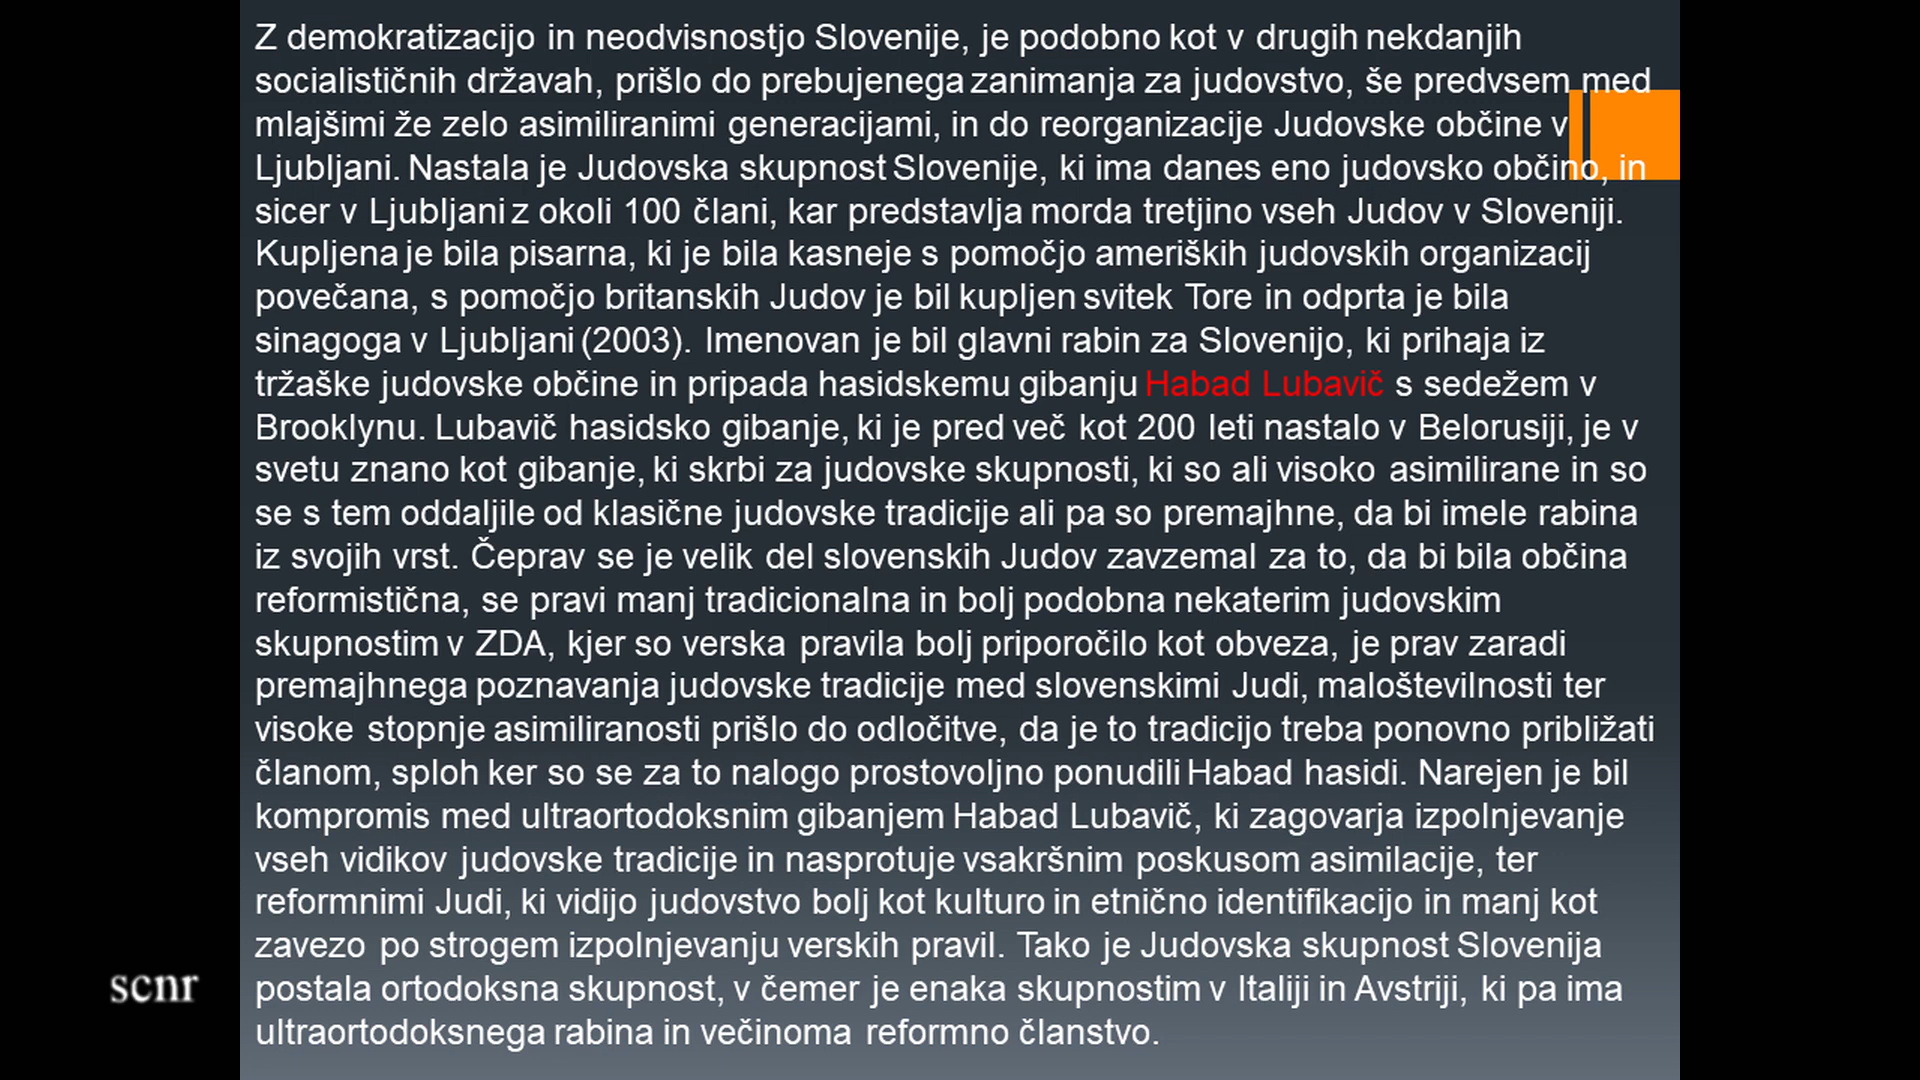 Z demokratizacijo in neodvisnostjo Slovenije, je podobno kot v drugih nekdanjih
socialističnih državah, prišlo do prebujenega zanimanja za judovstvo, še predvsem med
mlajšimi že zelo asimiliranimi generacijami, in do reorganizacije Judovske občine v
Ljubljani. Nastala je Judovska skupnost Slovenije, ki ima danes eno judovsko občino, in
sicer v Ljubljani z okoli 100 člani, kar predstavlja morda tretjino vseh Judov v Sloveniji.
Kupljena je bila pisarna, ki je bila kasneje s pomočjo ameriških judovskih organizacij
povečana, s pomočjo britanskih Judov je bil kupljen svitek Tore in odprta je bila
sinagoga v Ljubljani (2003). Imenovan je bil glavni rabin za Slovenijo, ki prihaja iz
tržaške judovske občine in pripada hasidskemu gibanju Habad Lubavič s sedežem v
Brooklynu. Lubavič hasidsko gibanje, ki je pred več kot 200 leti nastalo v Belorusiji, je v
svetu znano kot gibanje, ki skrbi za judovske skupnosti, ki so ali visoko asimilirane in so
se s tem oddaljile od klasične judovske tradicije ali pa so premajhne, da bi imele rabina
iz svojih vrst. Čeprav se je velik del slovenskih Judov zavzemal za to, da bi bila občina
reformistična, se pravi manj tradicionalna in bolj podobna nekaterim judovskim
skupnostim v ZDA, kjer so verska pravila bolj priporočilo kot obveza, je prav zaradi
premajhnega poznavanja judovske tradicije med slovenskimi Judi, maloštevilnosti ter
visoke stopnje asimiliranosti prišlo do odločitve, da je to tradicijo treba ponovno približati
članom, sploh ker so se za to nalogo prostovoljno ponudili Habad hasidi. Narejen je bil
kompromis med ultraortodoksnim gibanjem Habad Lubavič, ki zagovarja izpolnjevanje
vseh vidikov judovske tradicije in nasprotuje vsakršnim poskusom asimilacije, ter
reformnimi Judi, ki vidijo judovstvo bolj kot kulturo in etnično identifikacijo in manj kot
zavezo po strogem izpolnjevanju verskih pravil. Tako je Judovska skupnost Slovenija
postala ortodoksna skupnost, v čemer je enaka skupnostim v Italiji in Avstriji, ki pa ima
ultraortodoksnega rabina in večinoma reformno članstvo.
scnr